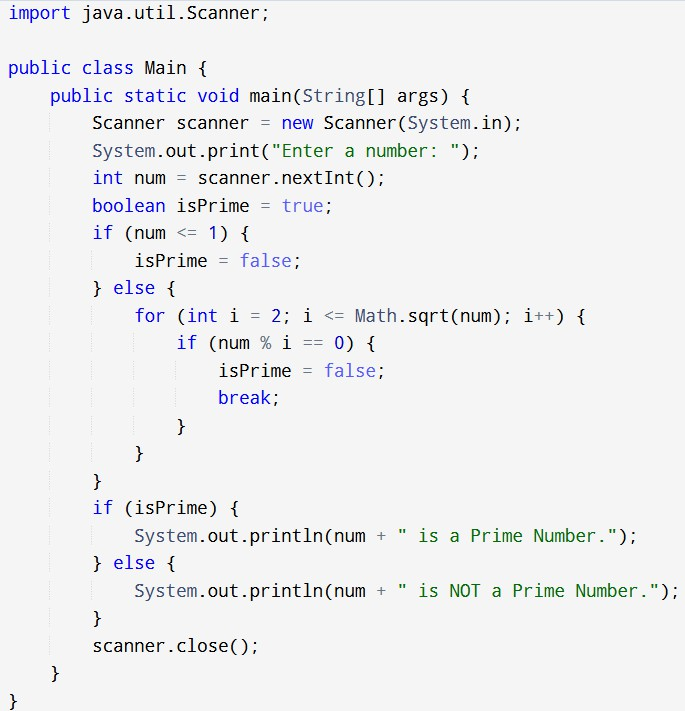 import java.util.Scanner;

public class Main {
    public static void main(String[] args) {
        Scanner scanner = new Scanner(System.in);
        System.out.print("Enter a number: ");
        int num = scanner.nextInt();
        boolean isPrime = true;
        if (num <= 1) {
            isPrime = false;
        } else {
            for (int i = 2; i <= Math.sqrt(num); i++) {
                if (num % i == 0) {
                    isPrime = false;
                    break;
                }
            }
        }
        if (isPrime) {
            System.out.println(num + " is a Prime Number.");
        } else {
            System.out.println(num + " is NOT a Prime Number.");
        }
        scanner.close();
    }
}